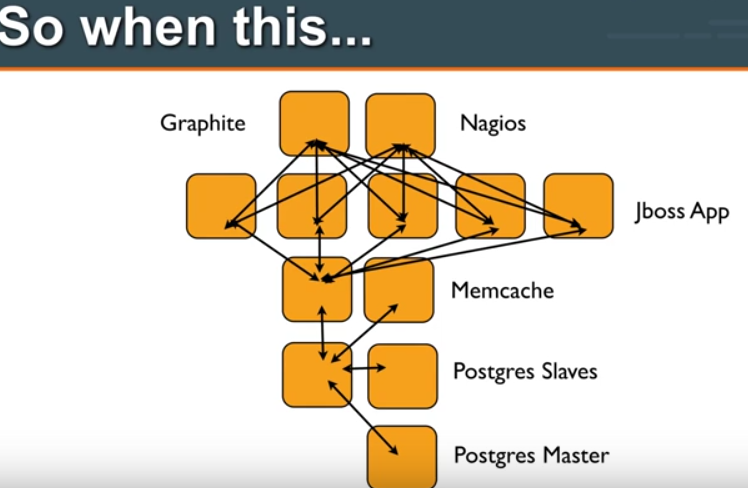 So when this...
Graphite
Nagios
Jboss App
Memcache
Postgres Slaves
Postgres Master